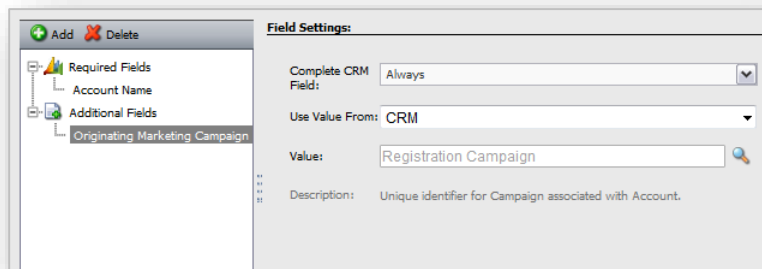 Add Delete
Required Fields
Account Name
Additional Fields
Originating Marketing Campaign
Field Settings:
Complete CRM
Field:
Always
Use Value From: CRM
Value: Registration Campaign
Description: Unique identifier for Campaign associated with Account.